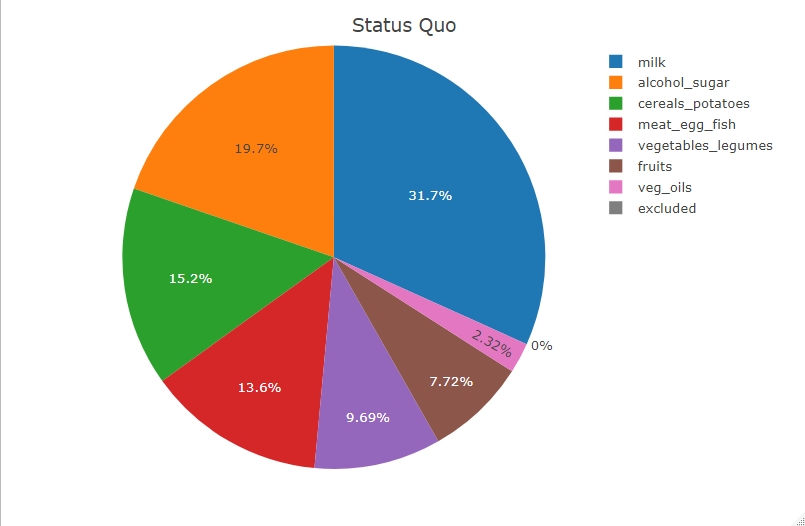 Status Quo
milk
alcohol_sugar
cereals_potatoes
meat_egg_fish
vegetables_legumes
fruits
veg_oils
excluded
19.7%
31.7%
15.2%
2.32%
0%
13.6%
7.72%
9.69%